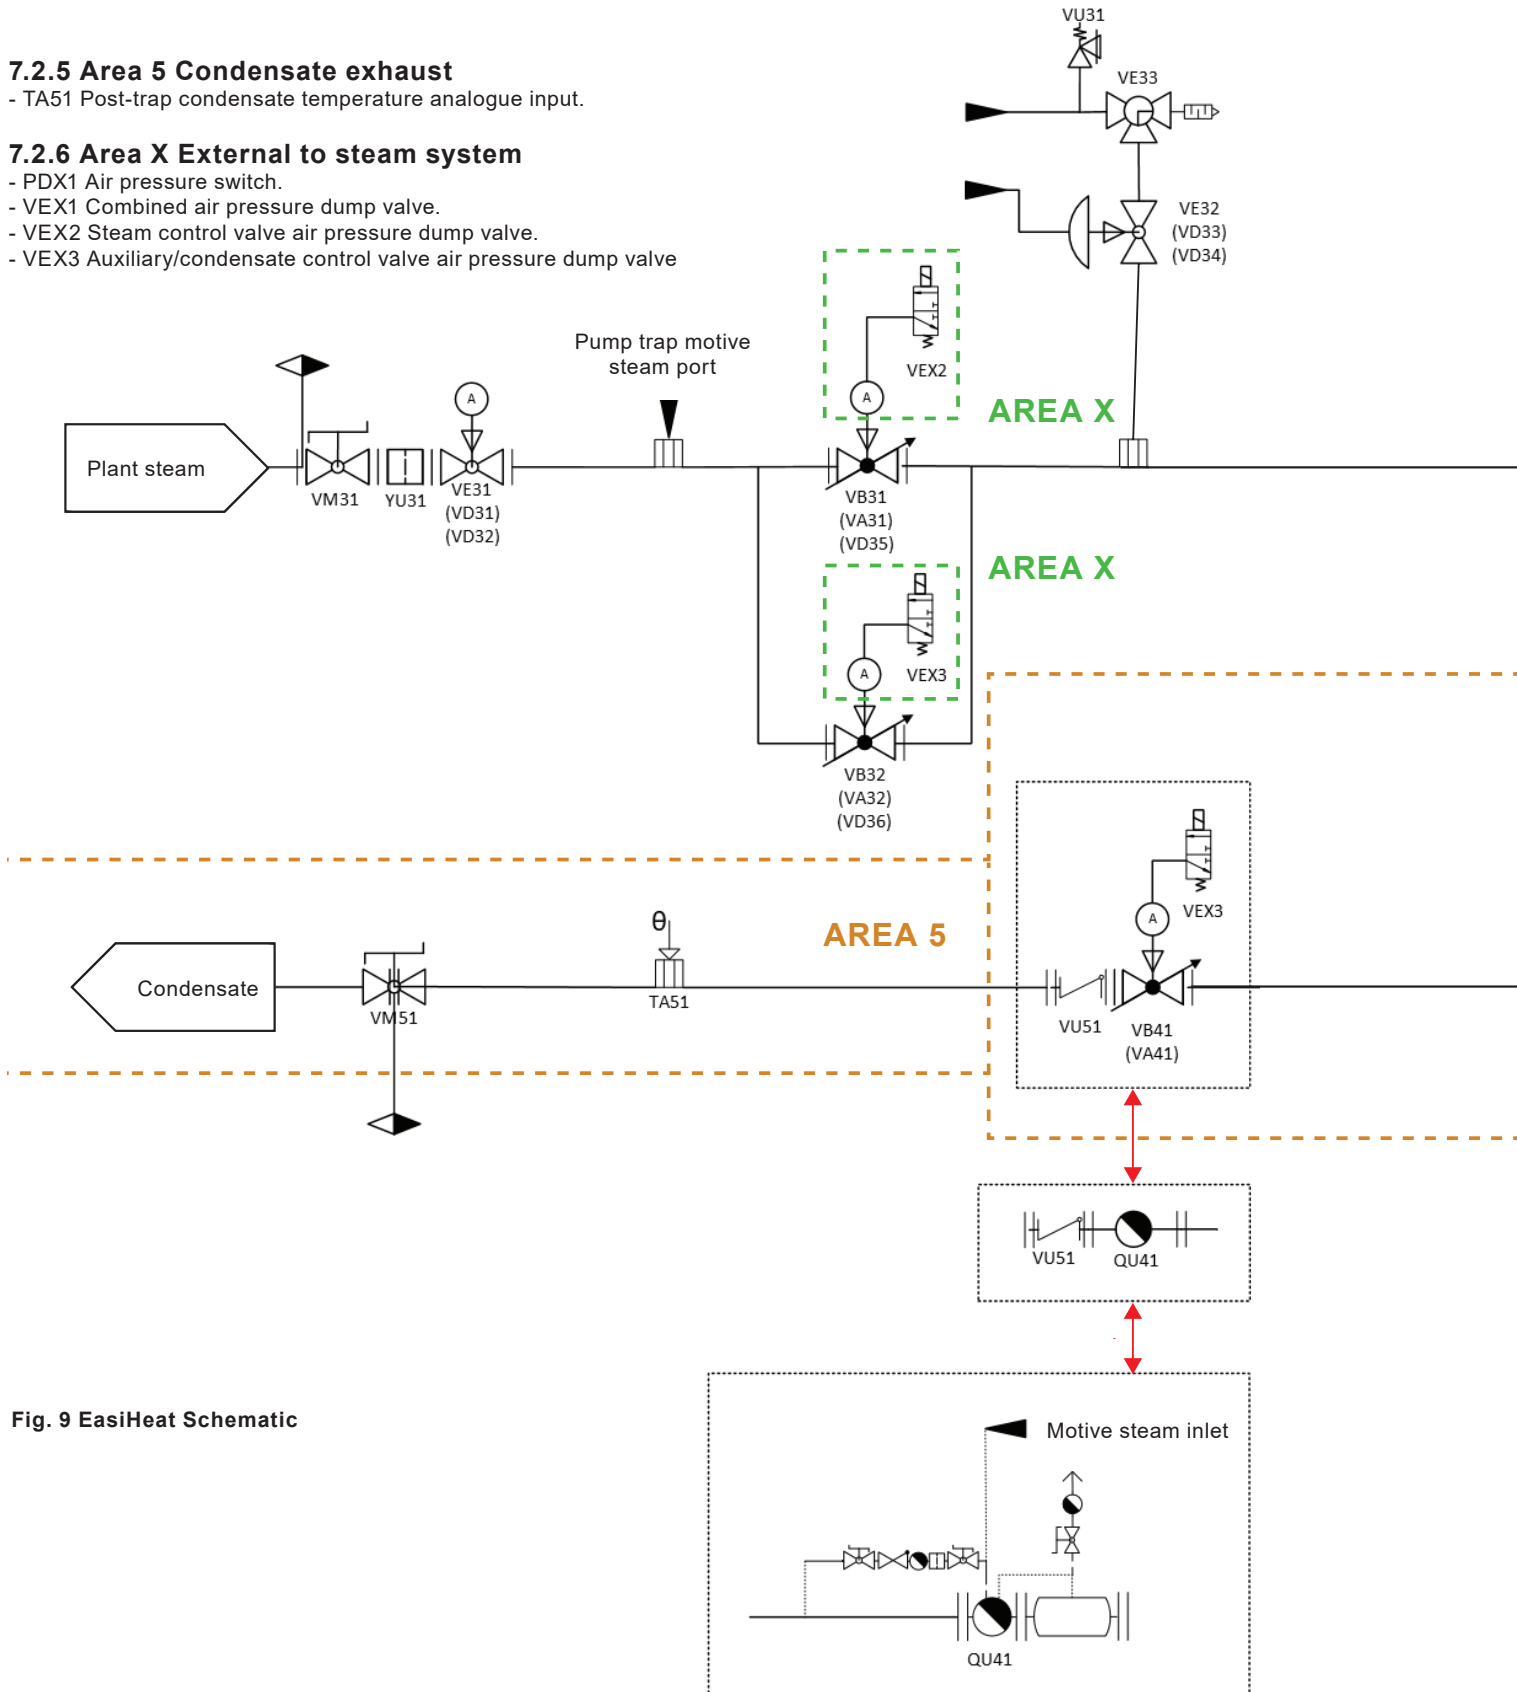 7.2.5 Area 5 Condensate exhaust
- TA51 Post-trap condensate temperature analogue input.
7.2.6 Area X External to steam system
- PDX1 Air pressure switch.
- VEX1 Combined air pressure dump valve.
- VEX2 Steam control valve air pressure dump valve.
- VEX3 Auxiliary/condensate control valve air pressure dump valve
VU31
VE33
VE32
(VD33)
(VD34)
Pump trap motive
steam port
VEX2
A
AREA X
A
Plant steam
VM31
YU31
VE31
(VD31)
(VD32)
VB31
(VA31)
(VD35)
AREA X
VEX3
A
VB32
(VA32)
(VD36)
VEX3
A
AREA 5
θ
Condensate
VM51
TA51
VU51
VB41
(VA41)
VU51
QU41
Fig. 9 EasiHeat Schematic
Motive steam inlet
QU41